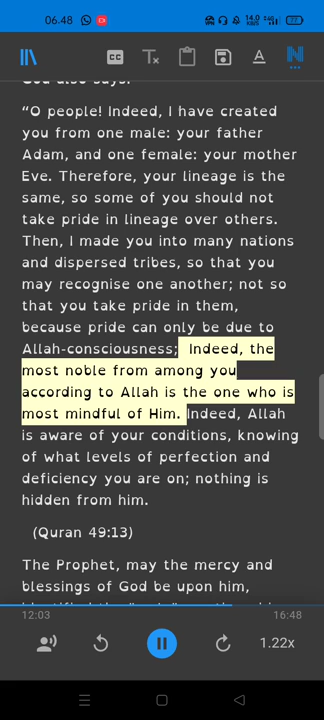 06.48
God also says:
“O people! Indeed, I have created
you from one male: your father
Adam, and one female: your mother
Eve. Therefore, your lineage is the
same, so some of you should not
take pride in lineage over others.
Then, I made you into many nations
and dispersed tribes, so that you
may recognise one another; not so
that you take pride in them,
because pride can only be due to
Allah-consciousness; Indeed, the
most noble from among you
according to Allah is the one who is
most mindful of Him. Indeed, Allah
is aware of your conditions, knowing
of what levels of perfection and
deficiency you are on; nothing is
hidden from him.
(Quran 49:13)
The Prophet, may the mercy and
blessings of God be upon him,
12:03
16:48
1.22x